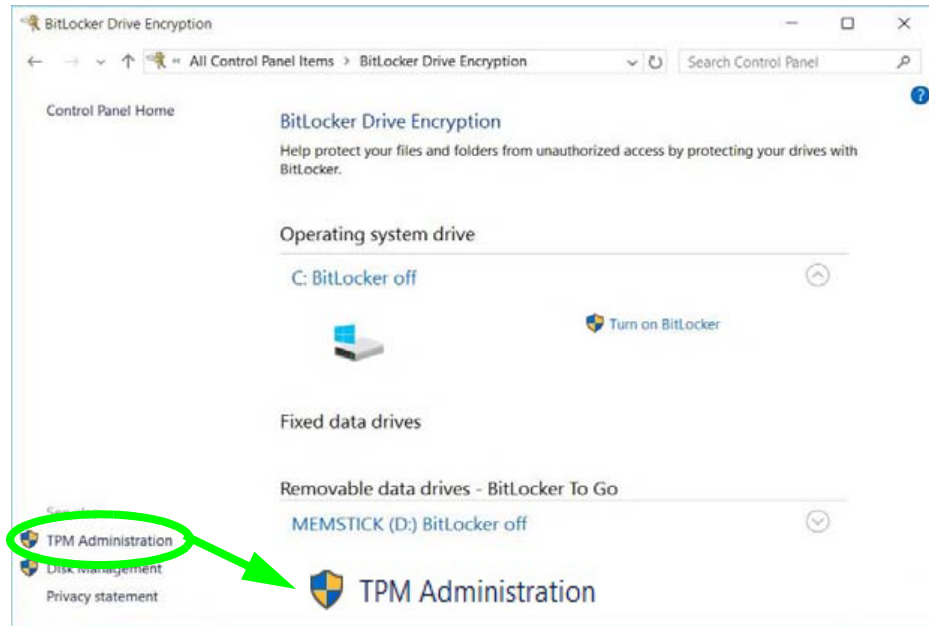 BitLocker Drive Encryption
« All Control Panel Items > BitLocker Drive Encryption
Search Control Panel
Control Panel Home
BitLocker Drive Encryption
Help protect your files and folders from unauthorized access by protecting your drives with
BitLocker.
Operating system drive
C: BitLocker off
Turn on BitLocker
Fixed data drives
Removable data drives - BitLocker To Go
MEMSTICK (D:) BitLocker off
TPM Administration
Disk Management
Privacy statement
TPM Administration